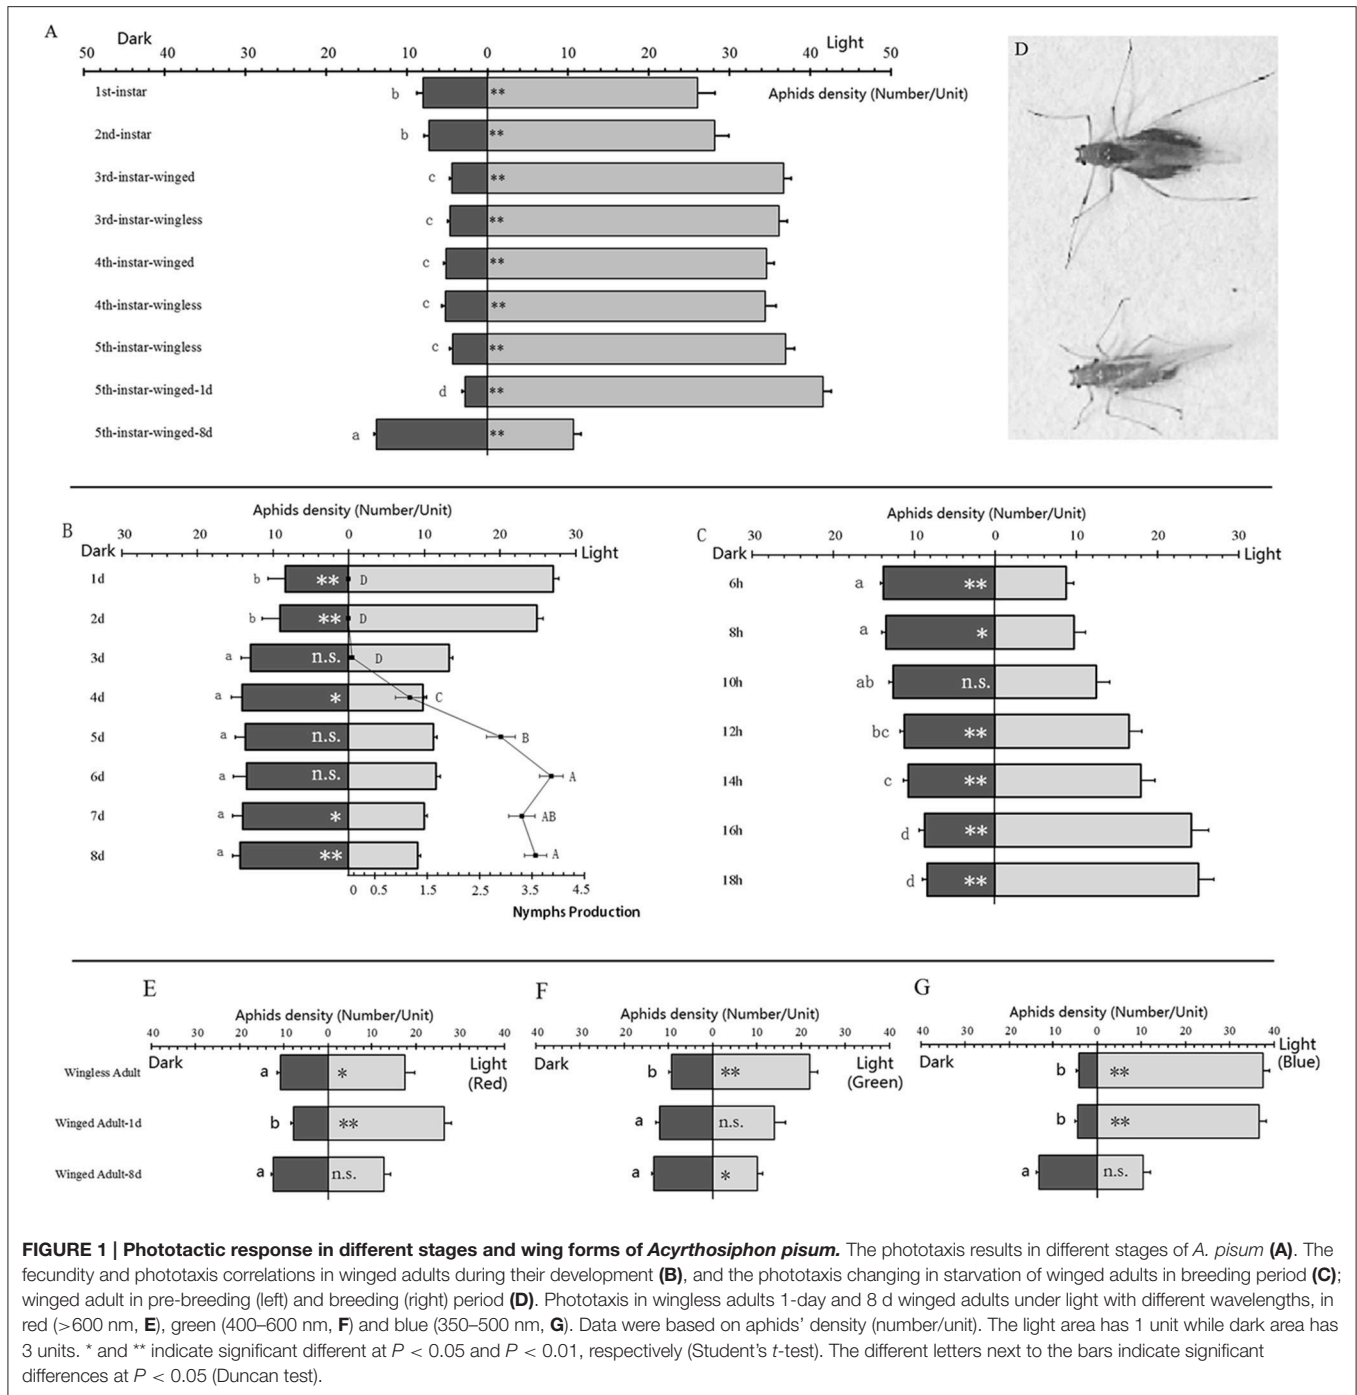 A
Dark
Light
50 40 30 20 10 0 10 20 30 40 50
Aphids density (Number/Unit)
1st-instar b **
2nd-instar b **
3rd-instar-winged c **
3rd-instar-wingless c **
4th-instar-winged c **
4th-instar-wingless c **
5th-instar-wingless c **
5th-instar-winged-1d d **
5th-instar-winged-8d a **
D
B
Aphids density (Number/Unit)
30 20 10 0 10 20 30
Dark Light
1d b ** D
2d b ** D
3d a n.s. D
4d a * C
5d a n.s. B
6d a n.s. A
7d a * AB
8d a ** A
0 0.5 1.5 2.5 3.5 4.5
Nymphs Production
C
Aphids density (Number/Unit)
30 20 10 0 10 20 30
Dark Light
6h a **
8h a *
10h ab n.s.
12h bc **
14h c **
16h d **
18h d **
E
Aphids density (Number/Unit)
40 30 20 10 0 10 20 30 40
Dark Light
(Red)
Wingless Adult a *
Winged Adult-1d b **
Winged Adult-8d a n.s.
F
Aphids density (Number/Unit)
40 30 20 10 0 10 20 30 40
Dark Light
(Green)
b **
a n.s.
a *
G
Aphids density (Number/Unit)
40 30 20 10 0 10 20 30 40
Dark Light
(Blue)
b **
b **
a n.s.
FIGURE 1 | Phototactic response in different stages and wing forms of Acyrthosiphon pisum. The phototaxis results in different stages of A. pisum (A). The
fecundity and phototaxis correlations in winged adults during their development (B), and the phototaxis changing in starvation of winged adults in breeding period (C);
winged adult in pre-breeding (left) and breeding (right) period (D). Phototaxis in wingless adults 1-day and 8 d winged adults under light with different wavelengths, in
red (>600 nm, E), green (400–600 nm, F) and blue (350–500 nm, G). Data were based on aphids' density (number/unit). The light area has 1 unit while dark area has
3 units. * and ** indicate significant different at P < 0.05 and P < 0.01, respectively (Student's t-test). The different letters next to the bars indicate significant
differences at P < 0.05 (Duncan test).